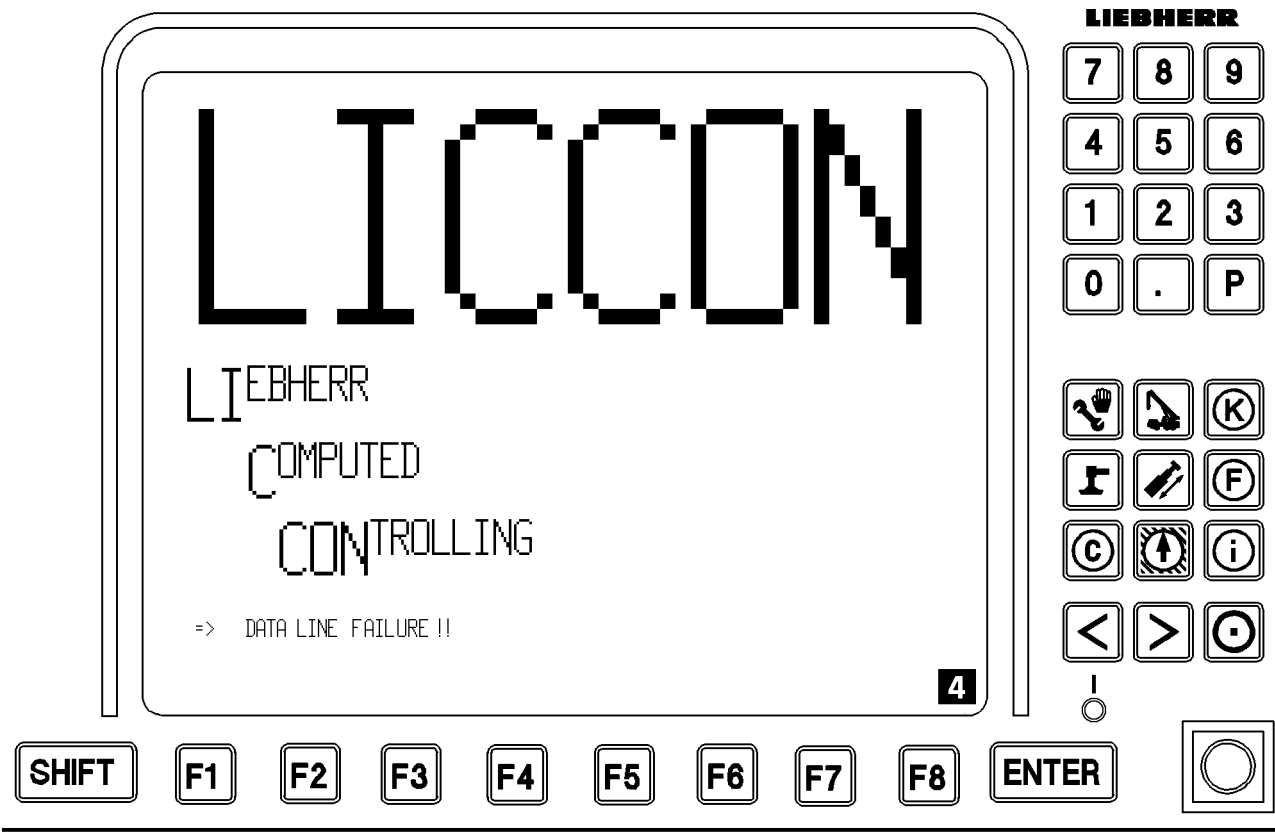 LIEBHERR
LICCON
LIEBHERR
COMPUTED
CONTROLLING
=> DATA LINE FAILURE !!
4
7 8 9
4 5 6
1 2 3
0 . P
K
F
C i
< >
SHIFT F1 F2 F3 F4 F5 F6 F7 F8 ENTER